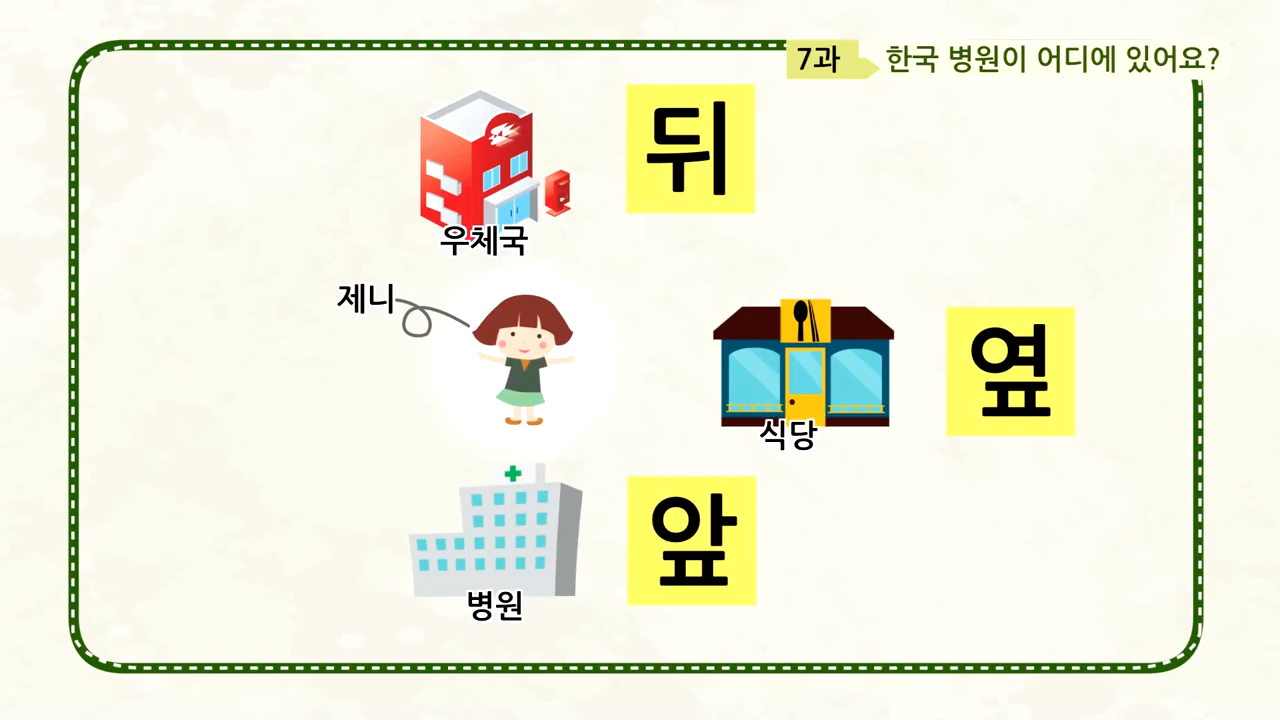 7과 한국 병원이 어디에 있어요?
뒤
우체국
제니
옆
식당
앞
병원